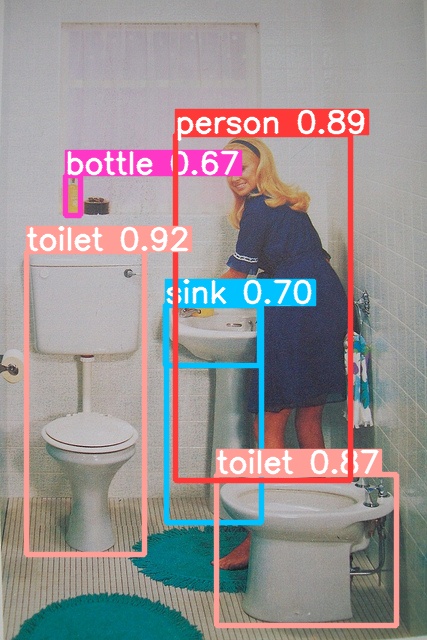 person 0.89
bottle 0.67
toilet 0.92
sink 0.70
toilet 0.87